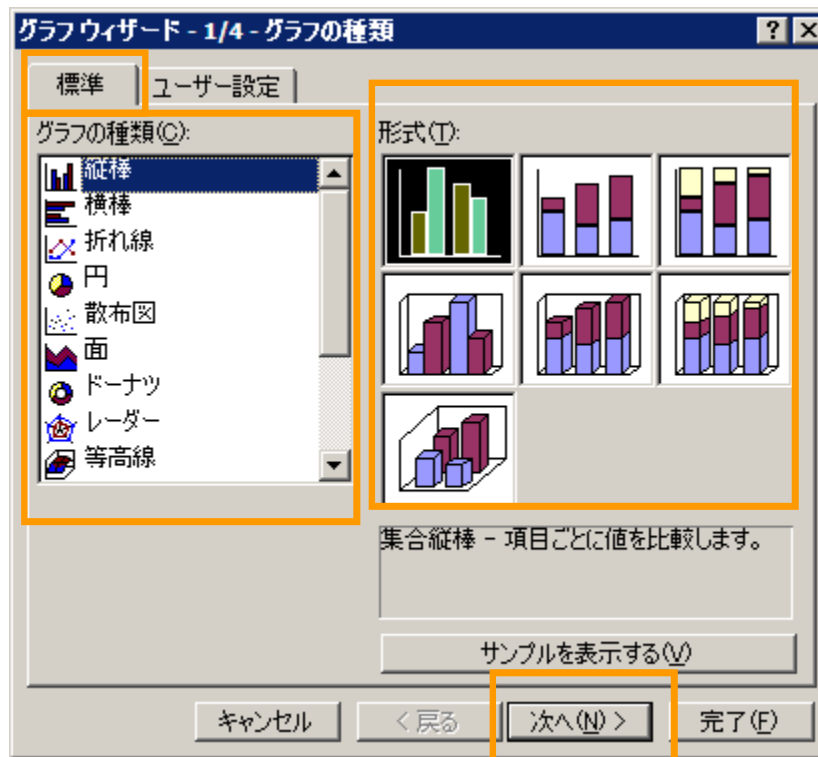 グラフ ウィザード - 1/4 - グラフの種類
標準
ユーザー設定
グラフの種類(C):
縦棒
横棒
折れ線
円
散布図
面
ドーナツ
レーダー
等高線
形式(T):
集合縦棒 - 項目ごとに値を比較します。
サンプルを表示する(V)
キャンセル
< 戻る
次へ(N) >
完了(F)